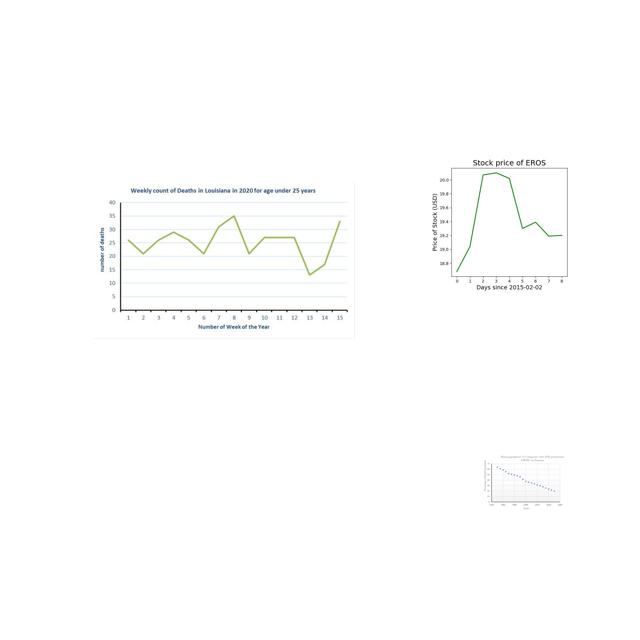 Weekly count of Deaths in Louisiana in 2020 for age under 25 years
40
35
30
25
20
15
10
5
0
number of deaths
1 2 3 4 5 6 7 8 9 10 11 12 13 14 15
Number of Week of the Year
Stock price of EROS
20.0
19.8
19.6
19.4
19.2
19.0
18.8
Price of Stock (USD)
0 1 2 3 4 5 6 7 8
Days since 2015-02-02